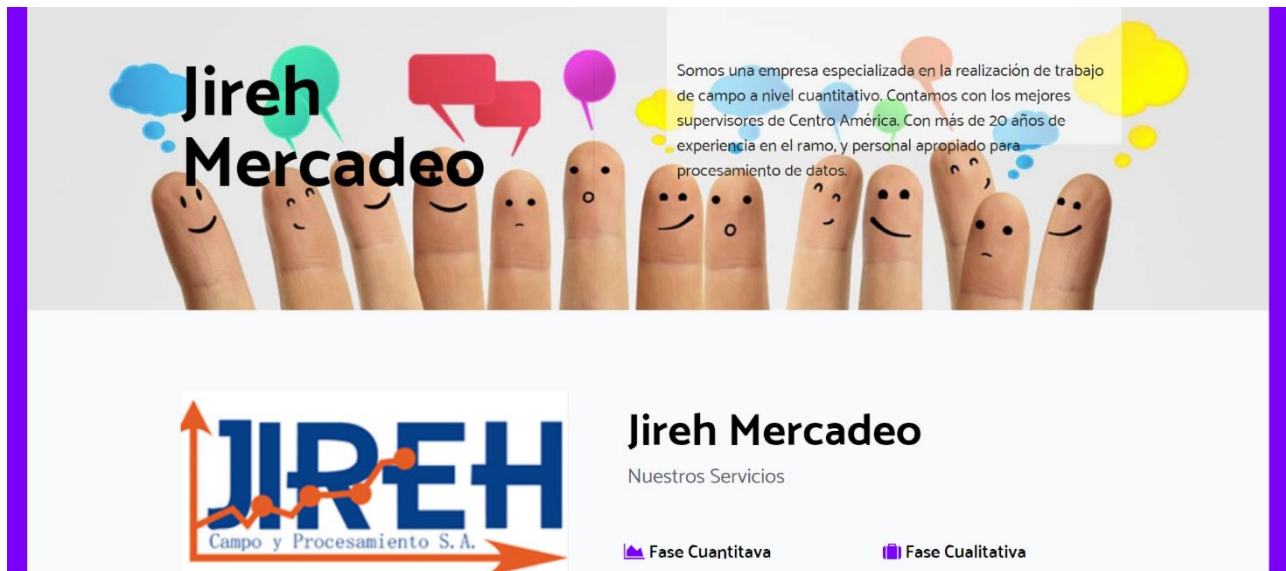 Jireh
Mercadeo
Somos una empresa especializada en la realización de trabajo
de campo a nivel cuantitativo. Contamos con los mejores
supervisores de Centro América. Con más de 20 años de
experiencia en el ramo, y personal apropiado para
procesamiento de datos.
JIREH
Campo y Procesamiento S.A.
Jireh Mercadeo
Nuestros Servicios
Fase Cuantitava
Fase Cualitativa